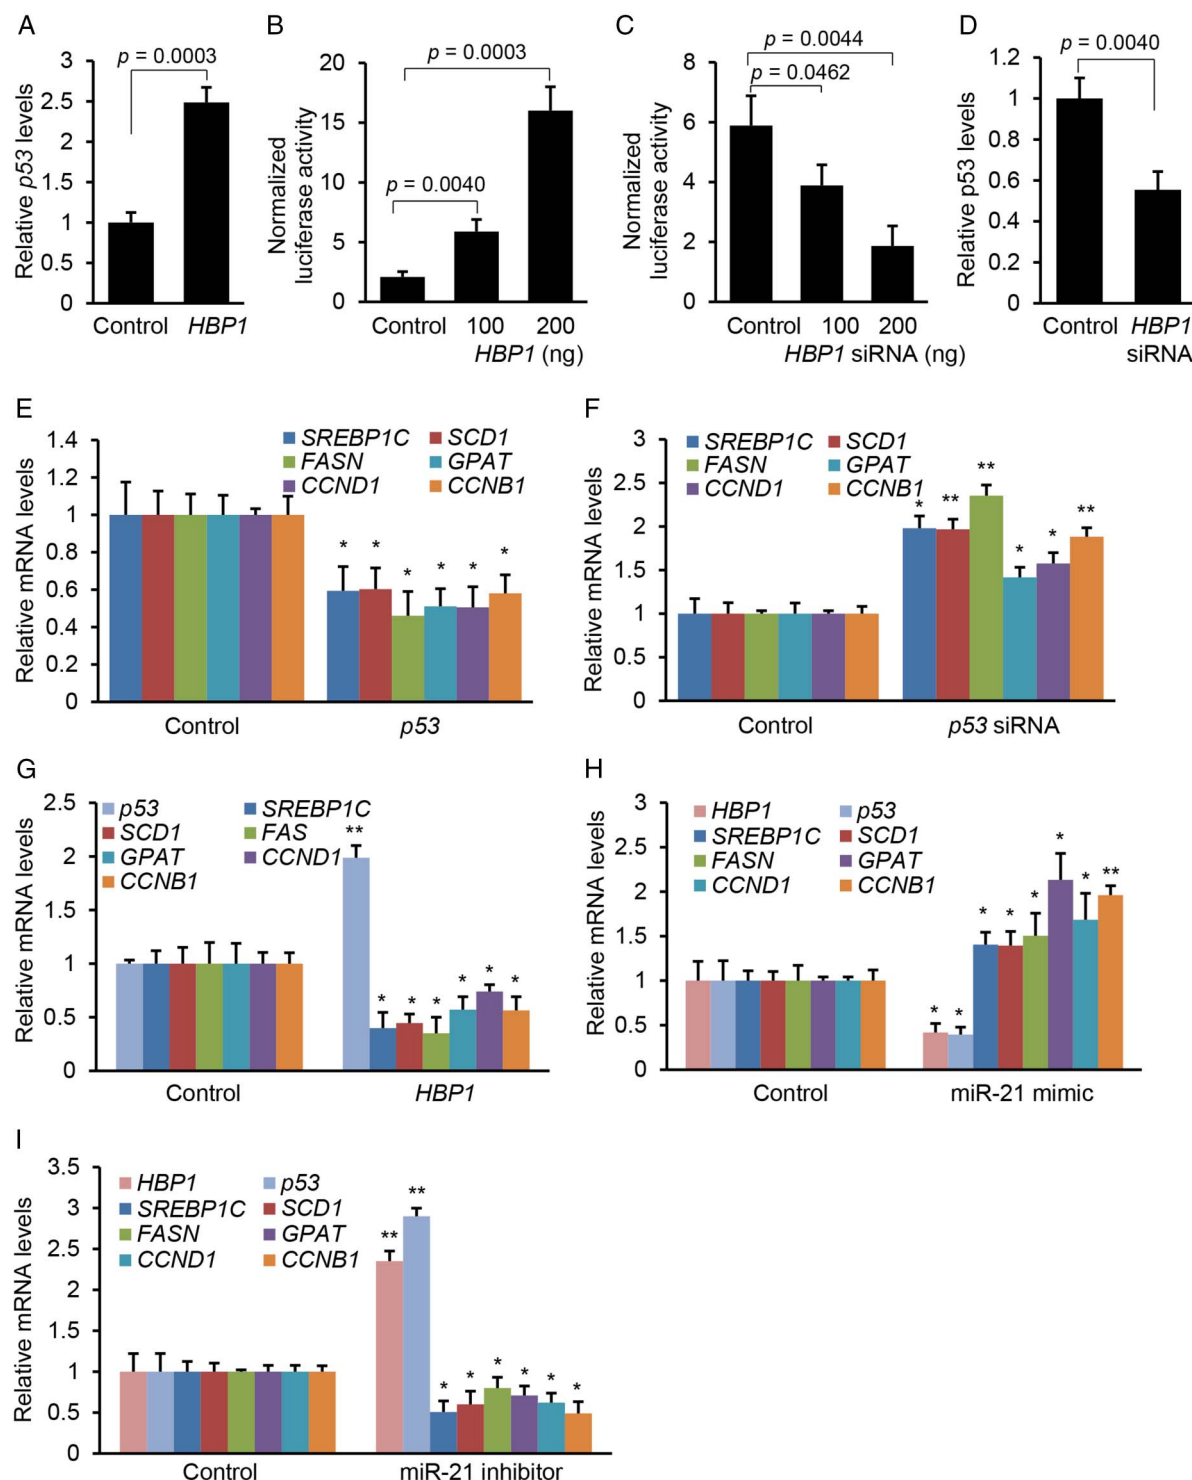 A
p = 0.0003
Relative p53 levels
3
2.5
2
1.5
1
0.5
0
Control HBP1
B
p = 0.0003
p = 0.0040
Normalized
luciferase activity
20
15
10
5
0
Control 100 200
HBP1 (ng)
C
p = 0.0044
p = 0.0462
Normalized
luciferase activity
8
6
4
2
0
Control 100 200
HBP1 siRNA (ng)
D
p = 0.0040
Relative p53 levels
1.2
1
0.8
0.6
0.4
0.2
0
Control HBP1
siRNA
E
Relative mRNA levels
1.4
1.2
1
0.8
0.6
0.4
0.2
0
SREBP1C SCD1
FASN GPAT
CCND1 CCNB1
* * * * * *
Control p53
F
Relative mRNA levels
3
2.5
2
1.5
1
0.5
0
SREBP1C SCD1
FASN GPAT
CCND1 CCNB1
* ** ** * * **
Control p53 siRNA
G
Relative mRNA levels
2.5
2
1.5
1
0.5
0
p53 SREBP1C
SCD1 FAS
GPAT CCND1
CCNB1
** * * * * * *
Control HBP1
H
Relative mRNA levels
3
2.5
2
1.5
1
0.5
0
HBP1 p53
SREBP1C SCD1
FASN GPAT
CCND1 CCNB1
* * * * * * * **
Control miR-21 mimic
I
Relative mRNA levels
3.5
3
2.5
2
1.5
1
0.5
0
HBP1 p53
SREBP1C SCD1
FASN GPAT
CCND1 CCNB1
** ** * * * * * *
Control miR-21 inhibitor